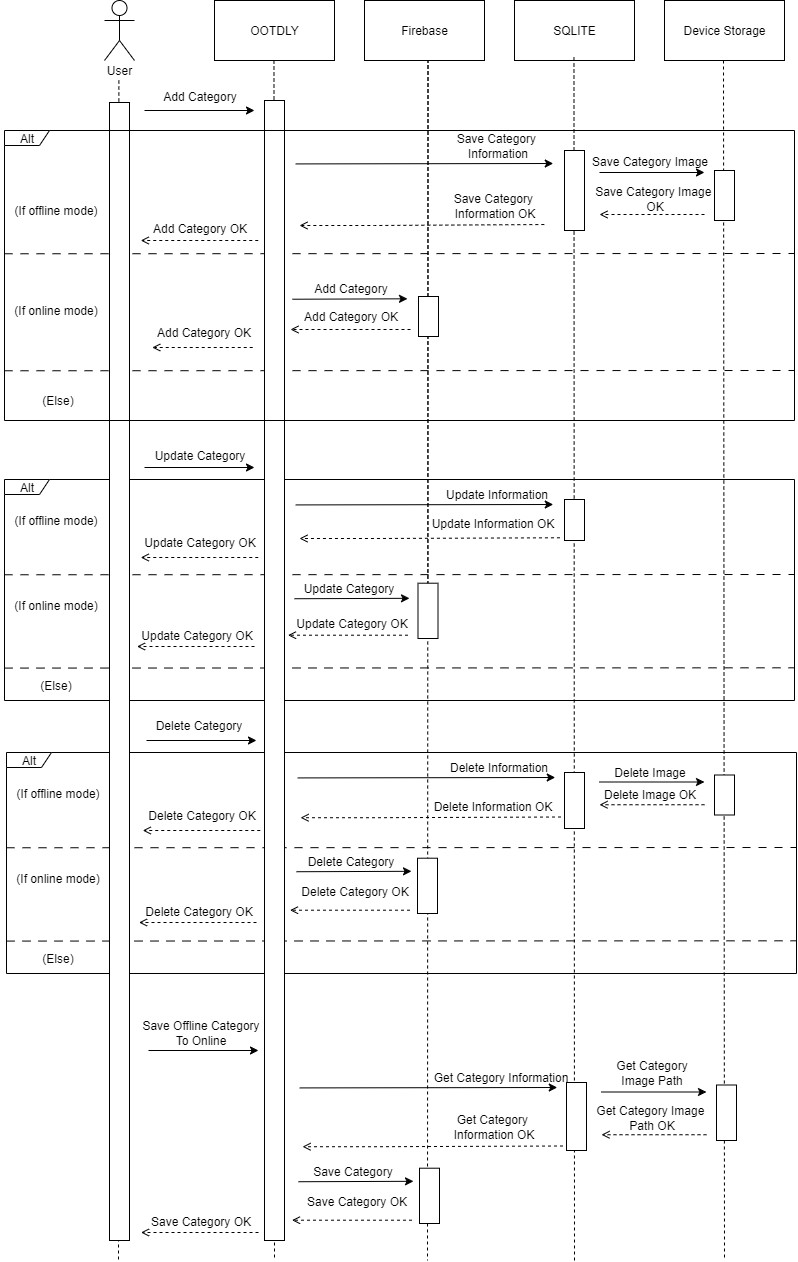 OOTDLY
Firebase
SQLITE
Device Storage
User
Add Category
Alt
Save Category
Information
Save Category Image
(If offline mode)
Save Category Image
OK
Save Category
Information OK
Add Category OK
(If online mode)
Add Category
Add Category OK
Add Category OK
(Else)
Update Category
Alt
Update Information
(If offline mode)
Update Information OK
Update Category OK
(If online mode)
Update Category
Update Category OK
Update Category OK
(Else)
Delete Category
Alt
Delete Information
Delete Image
(If offline mode)
Delete Image OK
Delete Information OK
Delete Category OK
(If online mode)
Delete Category
Delete Category OK
Delete Category OK
(Else)
Save Offline Category
To Online
Get Category Information
Get Category
Image Path
Get Category Image
Path OK
Get Category
Information OK
Save Category
Save Category OK
Save Category OK